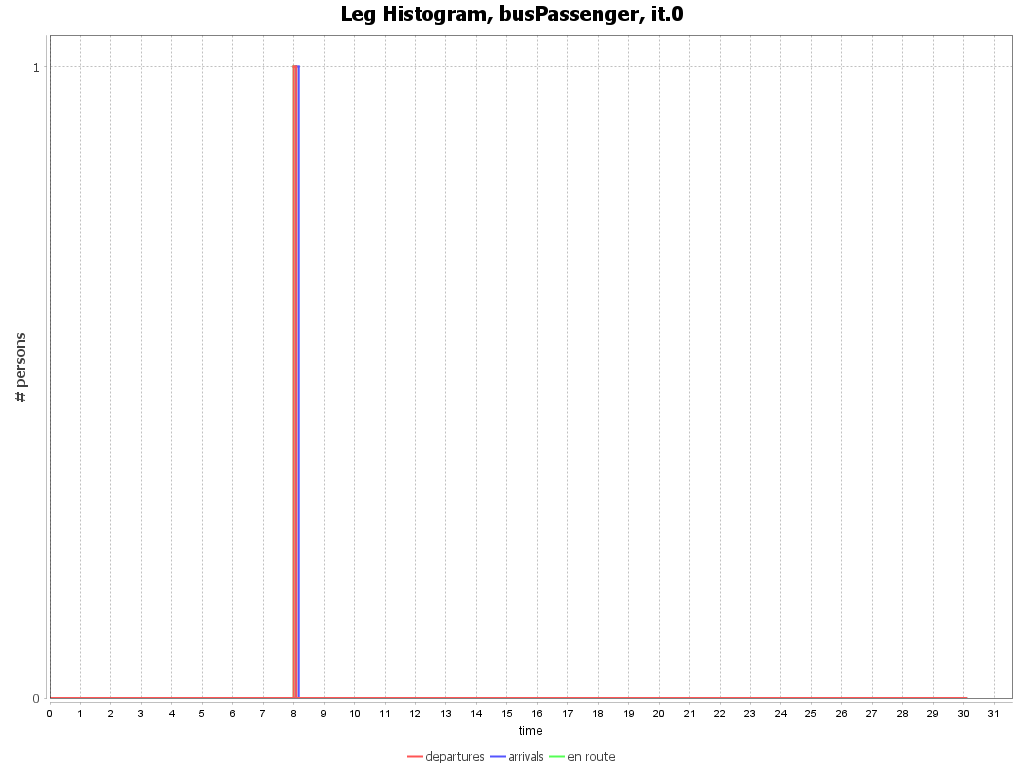 Leg Histogram, busPassenger, it.0
# persons
1
0
0 1 2 3 4 5 6 7 8 9 10 11 12 13 14 15 16 17 18 19 20 21 22 23 24 25 26 27 28 29 30 31
time
departures arrivals en route